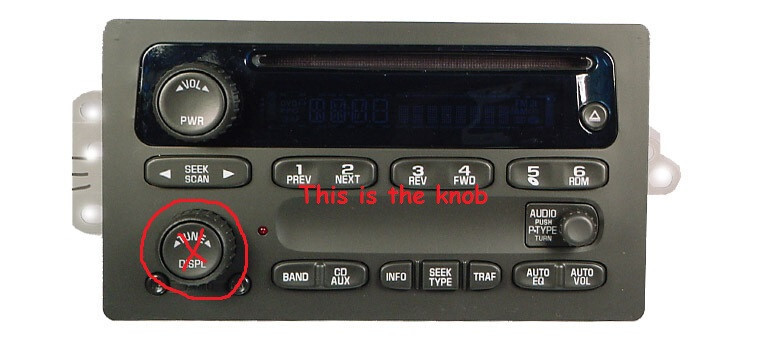 VOL
PWR
SEEK
SCAN
1
PREV
2
NEXT
3
REV
4
FWD
5
6
RDM
This is the knob
TUNE
DISPL
AUDIO
PUSH
P-TYPE
TURN
BAND
CD
AUX
INFO
SEEK
TYPE
TRAF
AUTO
EQ
AUTO
VOL